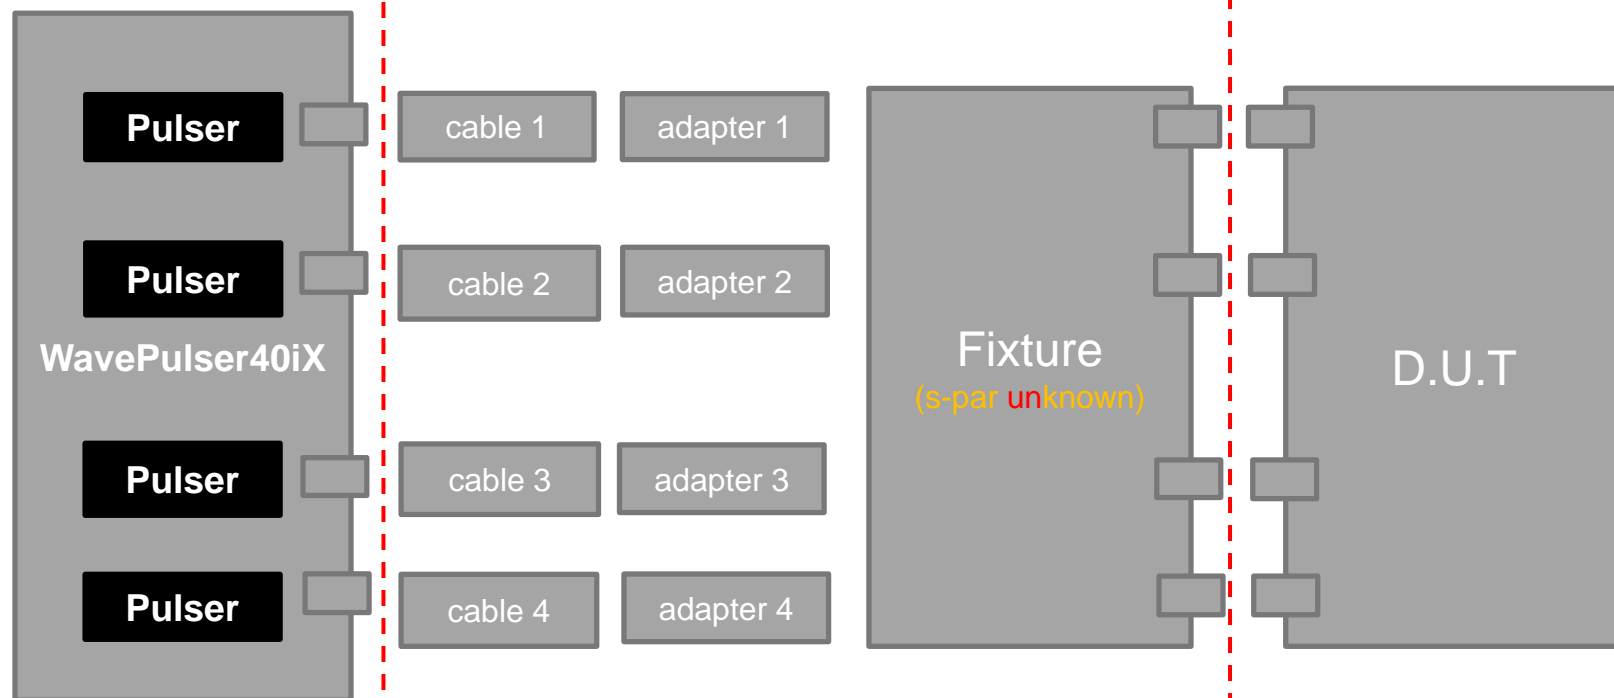 Pulser
cable 1
adapter 1
Pulser
cable 2
adapter 2
WavePulser40iX
Fixture
(s-par unknown)
D.U.T
Pulser
cable 3
adapter 3
Pulser
cable 4
adapter 4